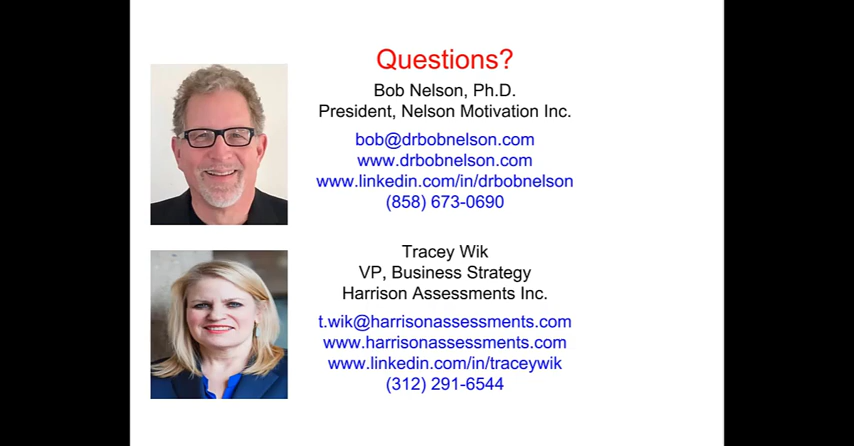 Questions?
Bob Nelson, Ph.D.
President, Nelson Motivation Inc.
bob@drbobnelson.com
www.drbobnelson.com
www.linkedin.com/in/drbobnelson
(858) 673-0690
Tracey Wik
VP, Business Strategy
Harrison Assessments Inc.
t.wik@harrisonassessments.com
www.harrisonassessments.com
www.linkedin.com/in/traceywik
(312) 291-6544